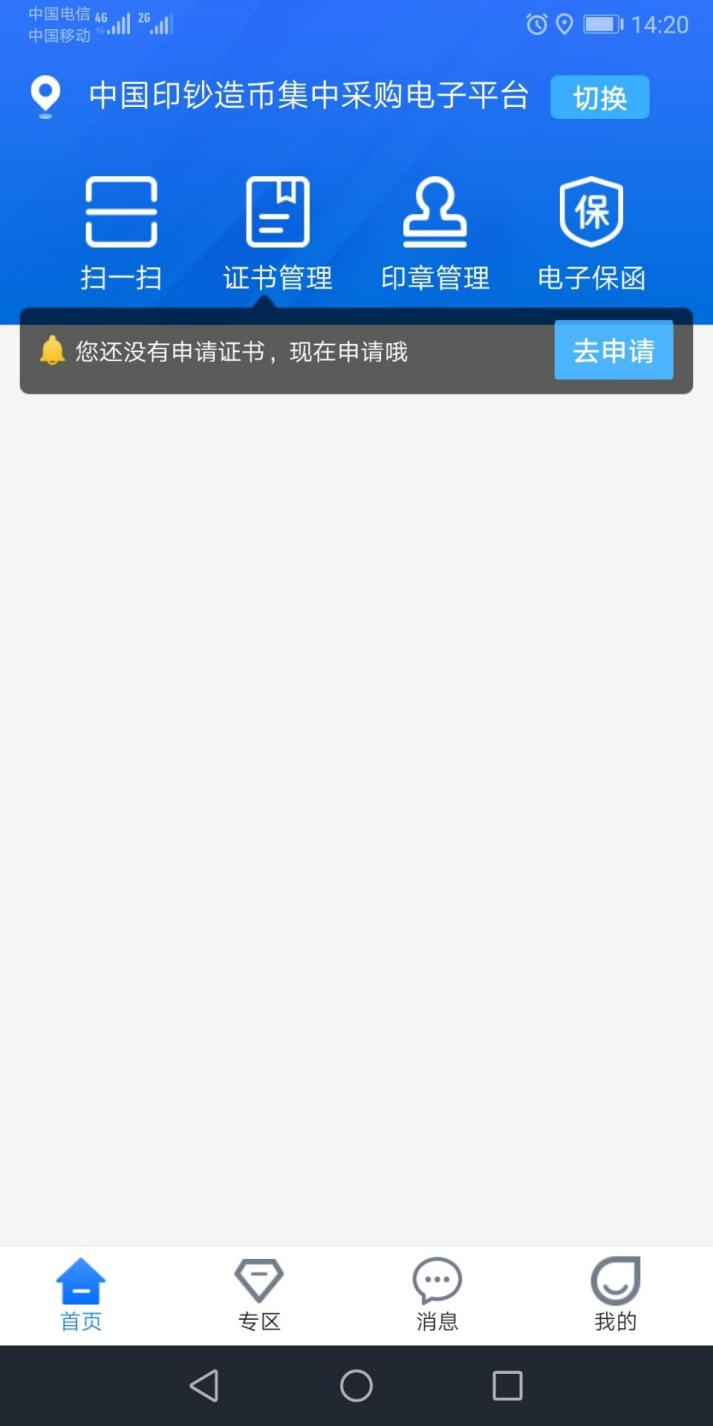 中国电信 4G 2G
中国移动
14:20
中国印钞造币集中采购电子平台 切换
保
扫一扫 证书管理 印章管理 电子保函
您还没有申请证书，现在申请哦 去申请
首页 专区 消息 我的